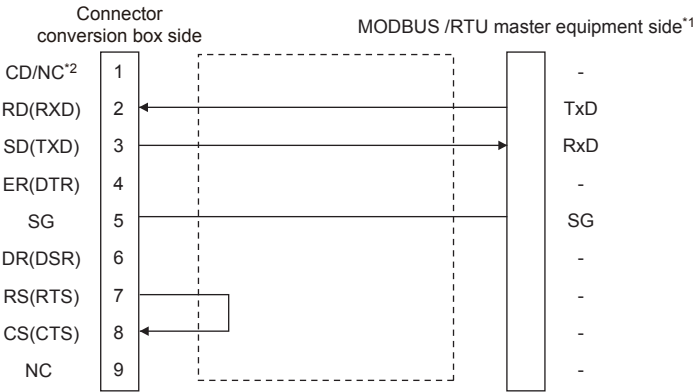 Connector
conversion box side
MODBUS /RTU master equipment side*1
CD/NC*2 1 -
RD(RXD) 2 TxD
SD(TXD) 3 RxD
ER(DTR) 4 -
SG 5 SG
DR(DSR) 6 -
RS(RTS) 7 -
CS(CTS) 8 -
NC 9 -